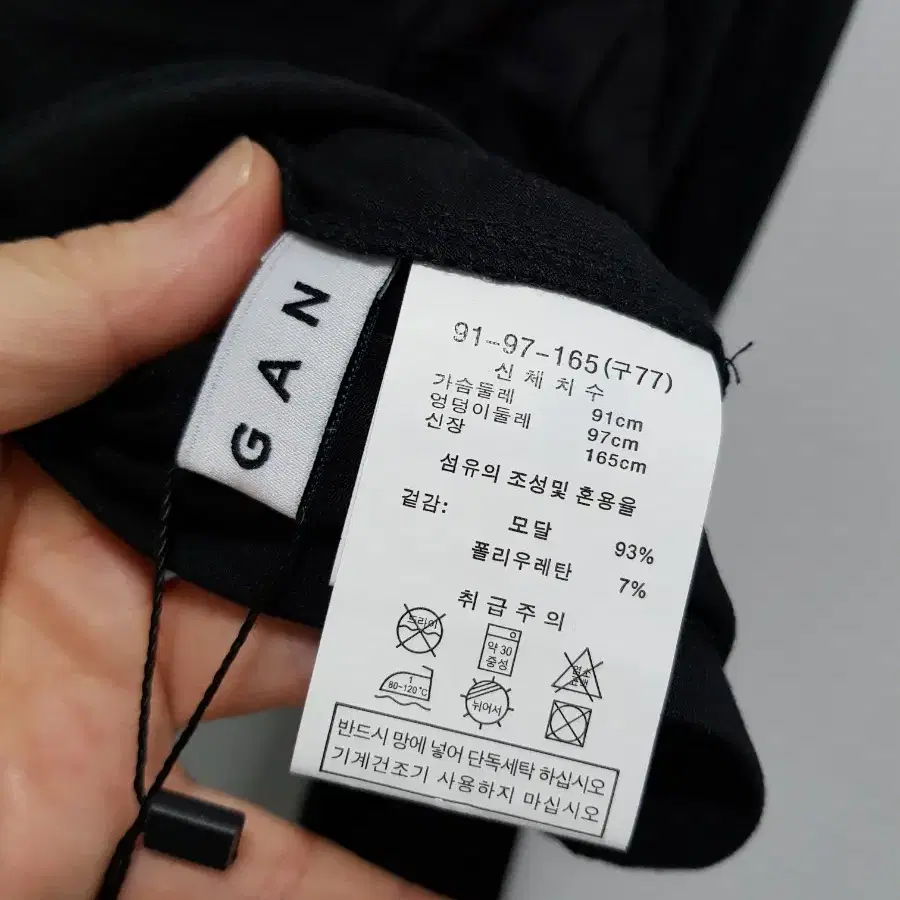 GAN
91-97-165(구77)
신체치수
가슴둘레 91cm
엉덩이둘레 97cm
신장 165cm
섬유의 조성및 혼용율
겉감:
모달 93%
폴리우레탄 7%
취급주의
드라이
약 30
중성
염소
표백
1
80~120°C
뉘어서
반드시 망에 넣어 단독세탁 하십시오
기계건조기 사용하지 마십시오